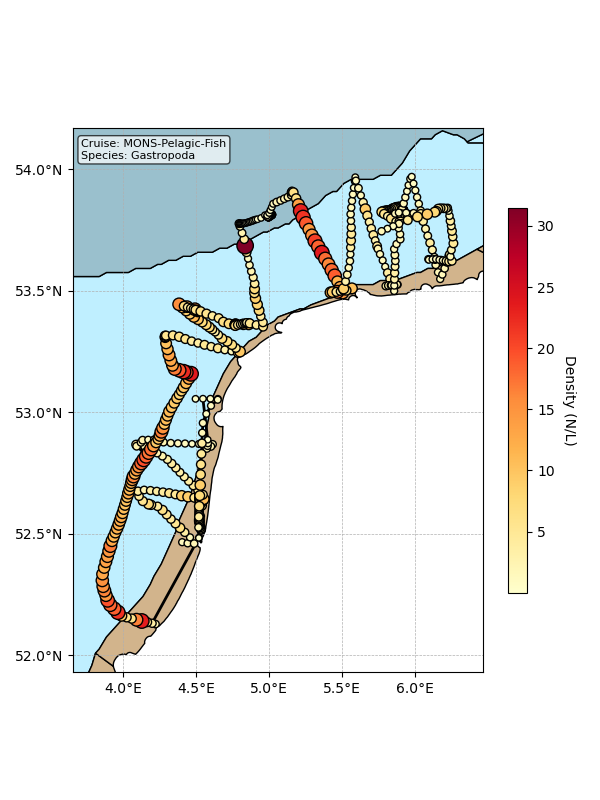 Cruise: MONS-Pelagic-Fish
Species: Gastropoda
54.0°N
53.5°N
53.0°N
52.5°N
52.0°N
4.0°E 4.5°E 5.0°E 5.5°E 6.0°E
30
25
20
15
10
5
Density (N/L)